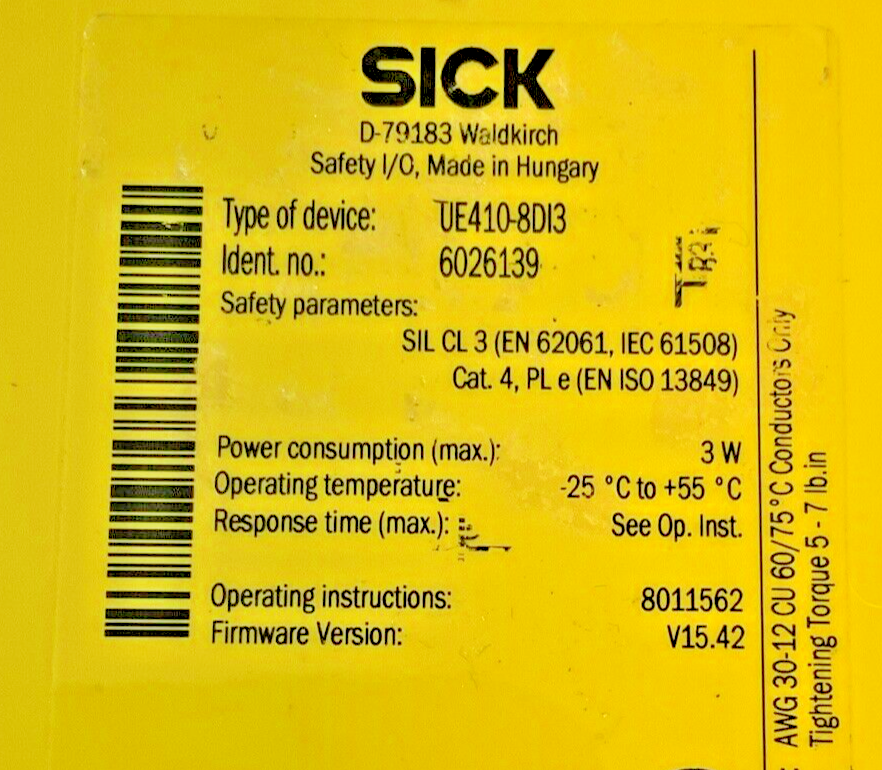 SICK
D-79183 Waldkirch
Safety I/O, Made in Hungary
Type of device: UE410-8DI3
Ident. no.: 6026139
Safety parameters:
SIL CL 3 (EN 62061, IEC 61508)
Cat. 4, PL e (EN ISO 13849)
Power consumption (max.): 3 W
Operating temperature: -25 °C to +55 °C
Response time (max.): See Op. Inst.
Operating instructions: 8011562
Firmware Version: V15.42
AWG 30-12 CU 60/75°C Conductors Only
Tightening Torque 5 - 7 lb.in